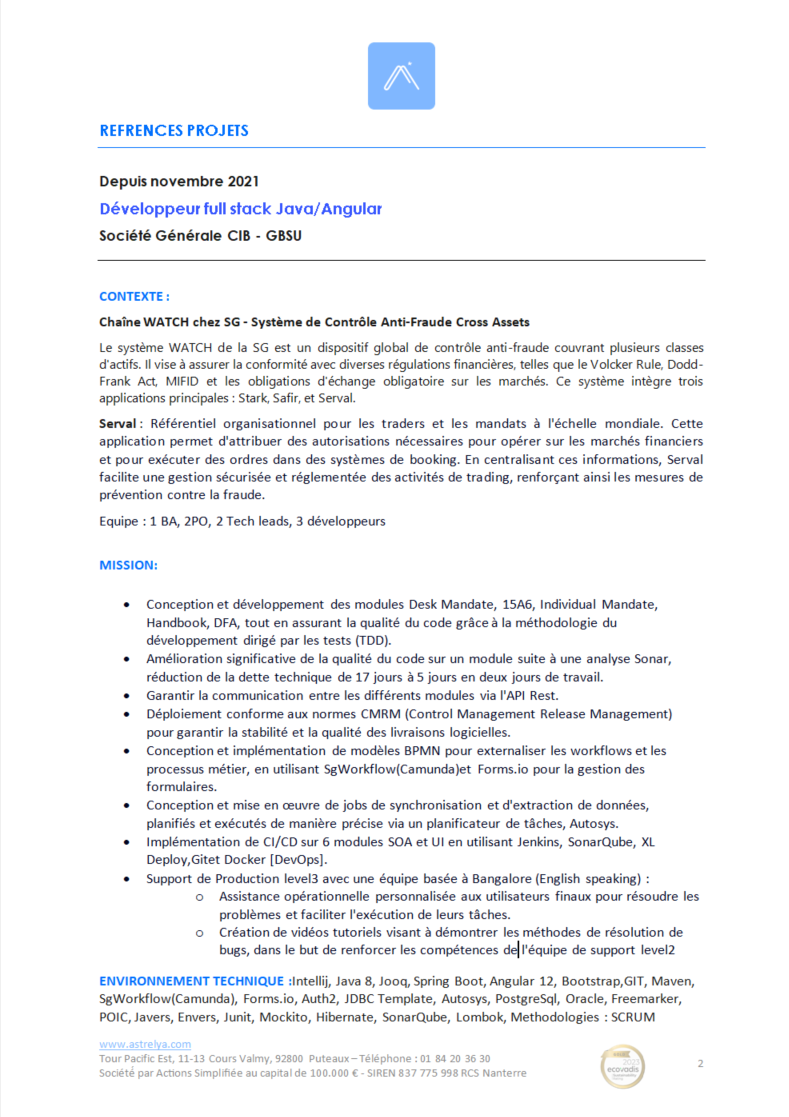 REFRENCES PROJETS
Depuis novembre 2021
Développeur full stack Java/Angular
Société Générale CIB - GBSU
CONTEXTE :
Chaîne WATCH chez SG - Système de Contrôle Anti-Fraude Cross Assets
Le système WATCH de la SG est un dispositif global de contrôle anti-fraude couvrant plusieurs classes
d'actifs. Il vise à assurer la conformité avec diverses régulations financières, telles que le Volcker Rule, Dodd-
Frank Act, MIFID et les obligations d'échange obligatoire sur les marchés. Ce système intègre trois
applications principales : Stark, Safir, et Serval.
Serval : Référentiel organisationnel pour les traders et les mandats à l'échelle mondiale. Cette
application permet d'attribuer des autorisations nécessaires pour opérer sur les marchés financiers
et pour exécuter des ordres dans des systèmes de booking. En centralisant ces informations, Serval
facilite une gestion sécurisée et réglementée des activités de trading, renforçant ainsi les mesures de
prévention contre la fraude.
Equipe : 1 BA, 2PO, 2 Tech leads, 3 développeurs
MISSION:
• Conception et développement des modules Desk Mandate, 15A6, Individual Mandate,
Handbook, DFA, tout en assurant la qualité du code grâce à la méthodologie du
développement dirigé par les tests (TDD).
• Amélioration significative de la qualité du code sur un module suite à une analyse Sonar,
réduction de la dette technique de 17 jours à 5 jours en deux jours de travail.
• Garantir la communication entre les différents modules via l'API Rest.
• Déploiement conforme aux normes CMRM (Control Management Release Management)
pour garantir la stabilité et la qualité des livraisons logicielles.
• Conception et implémentation de modèles BPMN pour externaliser les workflows et les
processus métier, en utilisant SgWorkflow(Camunda)et Forms.io pour la gestion des
formulaires.
• Conception et mise en œuvre de jobs de synchronisation et d'extraction de données,
planifiés et exécutés de manière précise via un planificateur de tâches, Autosys.
• Implémentation de CI/CD sur 6 modules SOA et UI en utilisant Jenkins, SonarQube, XL
Deploy,Gitet Docker [DevOps].
• Support de Production level3 avec une équipe basée à Bangalore (English speaking) :
o Assistance opérationnelle personnalisée aux utilisateurs finaux pour résoudre les
problèmes et faciliter l'exécution de leurs tâches.
o Création de vidéos tutoriels visant à démontrer les méthodes de résolution de
bugs, dans le but de renforcer les compétences de l'équipe de support level2
ENVIRONNEMENT TECHNIQUE :Intellij, Java 8, Jooq, Spring Boot, Angular 12, Bootstrap,GIT, Maven,
SgWorkflow(Camunda), Forms.io, Auth2, JDBC Template, Autosys, PostgreSql, Oracle, Freemarker,
POIC, Javers, Envers, Junit, Mockito, Hibernate, SonarQube, Lombok, Methodologies : SCRUM
www.astrelya.com
Tour Pacific Est, 11-13 Cours Valmy, 92800 Puteaux – Téléphone : 01 84 20 36 30
Société par Actions Simplifiée au capital de 100.000 € - SIREN 837 775 998 RCS Nanterre
2023
ecovadis
2